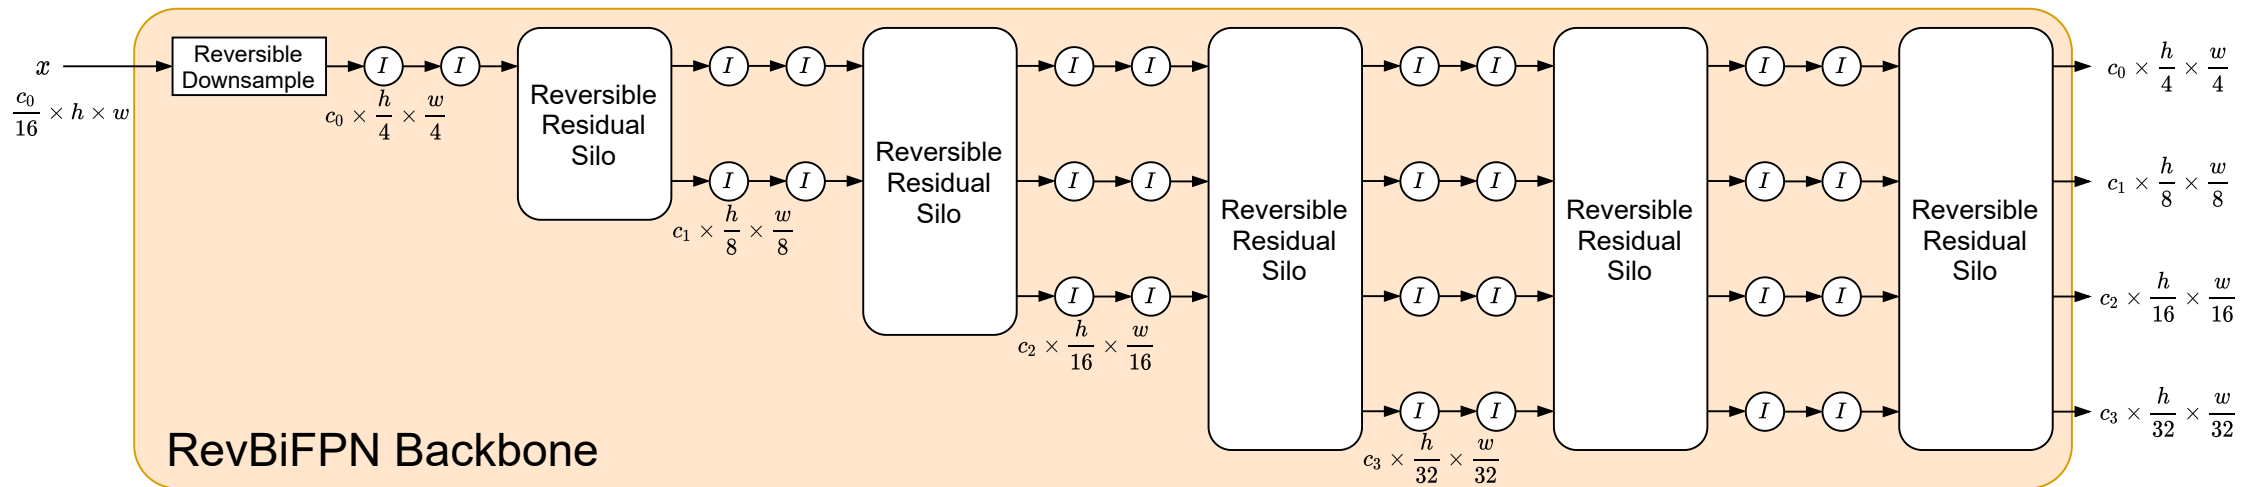 x
c₀/16 × h × w
Reversible
Downsample
I I
c₀ × h/4 × w/4
Reversible
Residual
Silo
I I
I I
c₁ × h/8 × w/8
Reversible
Residual
Silo
I I
I I
I I
c₂ × h/16 × w/16
Reversible
Residual
Silo
I I
I I
I I
I I
c₃ × h/32 × w/32
Reversible
Residual
Silo
I I
I I
I I
I I
Reversible
Residual
Silo
c₀ × h/4 × w/4
c₁ × h/8 × w/8
c₂ × h/16 × w/16
c₃ × h/32 × w/32
RevBiFPN Backbone